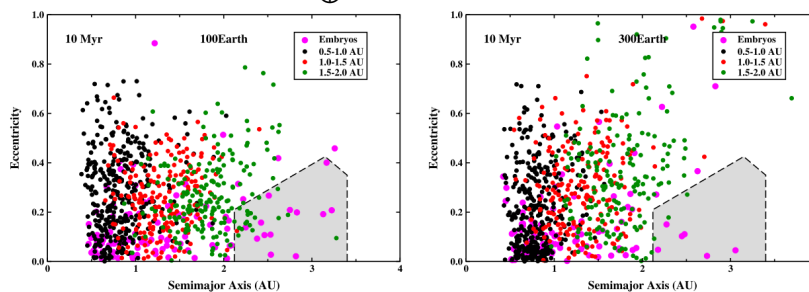 10 Myr 100Earth
Embryos
0.5-1.0 AU
1.0-1.5 AU
1.5-2.0 AU
Eccentricity
1.0
0.8
0.6
0.4
0.2
0.0
0 1 2 3 4
Semimajor Axis (AU)
10 Myr 300Earth
Embryos
0.5-1.0 AU
1.0-1.5 AU
1.5-2.0 AU
Eccentricity
1.0
0.8
0.6
0.4
0.2
0.0
0 1 2 3
Semimajor Axis (AU)